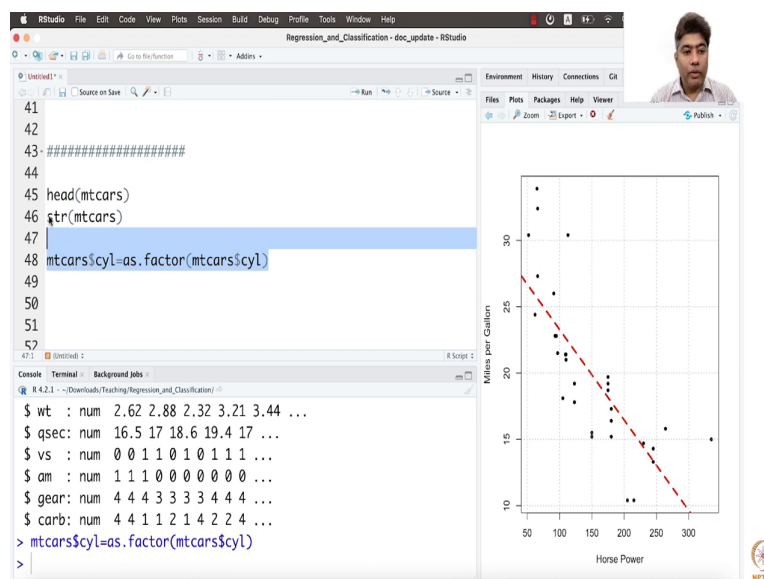 RStudio File Edit Code View Plots Session Build Debug Profile Tools Window Help
Regression_and_Classification - doc_update - RStudio
Go to file/function Addins
Untitled1*
Source on Save Run Source
41
42
43 ####################
44
45 head(mtcars)
46 str(mtcars)
47
48 mtcars$cyl=as.factor(mtcars$cyl)
49
50
51
52
47:1 (Untitled) R Script
Console Terminal Background Jobs
R 4.2.1 · ~/Downloads/Teaching/Regression_and_Classification/
$ wt : num 2.62 2.88 2.32 3.21 3.44 ...
$ qsec: num 16.5 17 18.6 19.4 17 ...
$ vs : num 0 0 1 1 0 1 0 1 1 1 ...
$ am : num 1 1 1 0 0 0 0 0 0 0 ...
$ gear: num 4 4 4 3 3 3 3 4 4 4 ...
$ carb: num 4 4 1 1 2 1 4 2 2 4 ...
> mtcars$cyl=as.factor(mtcars$cyl)
>
Environment History Connections Git
Files Plots Packages Help Viewer
Zoom Export Publish
Miles per Gallon
30
25
20
15
10
50 100 150 200 250 300
Horse Power